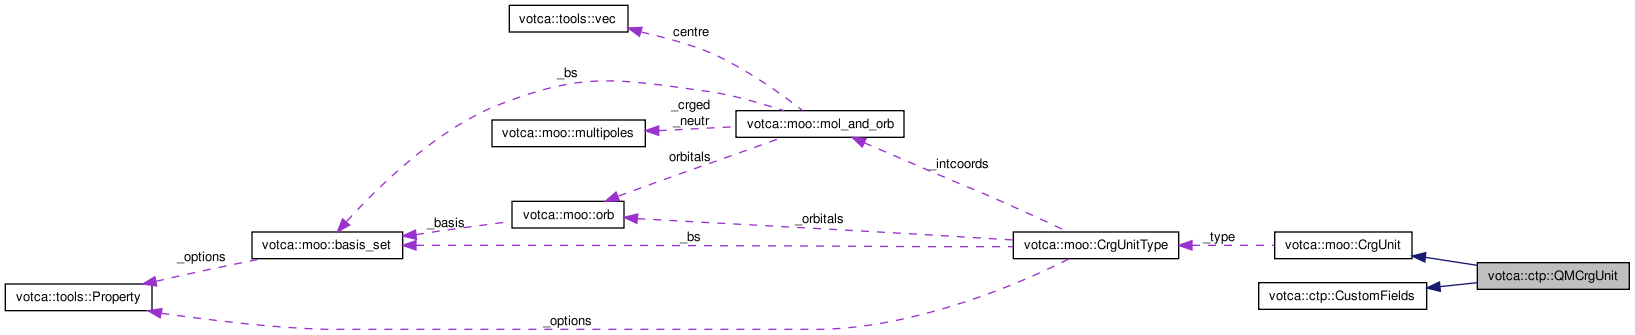 votca::tools::vec
centre
_bs
_crged
_neutr
votca::moo::mol_and_orb
votca::moo::multipoles
orbitals
_intcoords
votca::moo::orb
_basis
_orbitals
votca::moo::basis_set
_bs
votca::moo::CrgUnitType
_type
votca::moo::CrgUnit
_options
votca::ctp::QMCrgUnit
votca::tools::Property
votca::ctp::CustomFields
_options